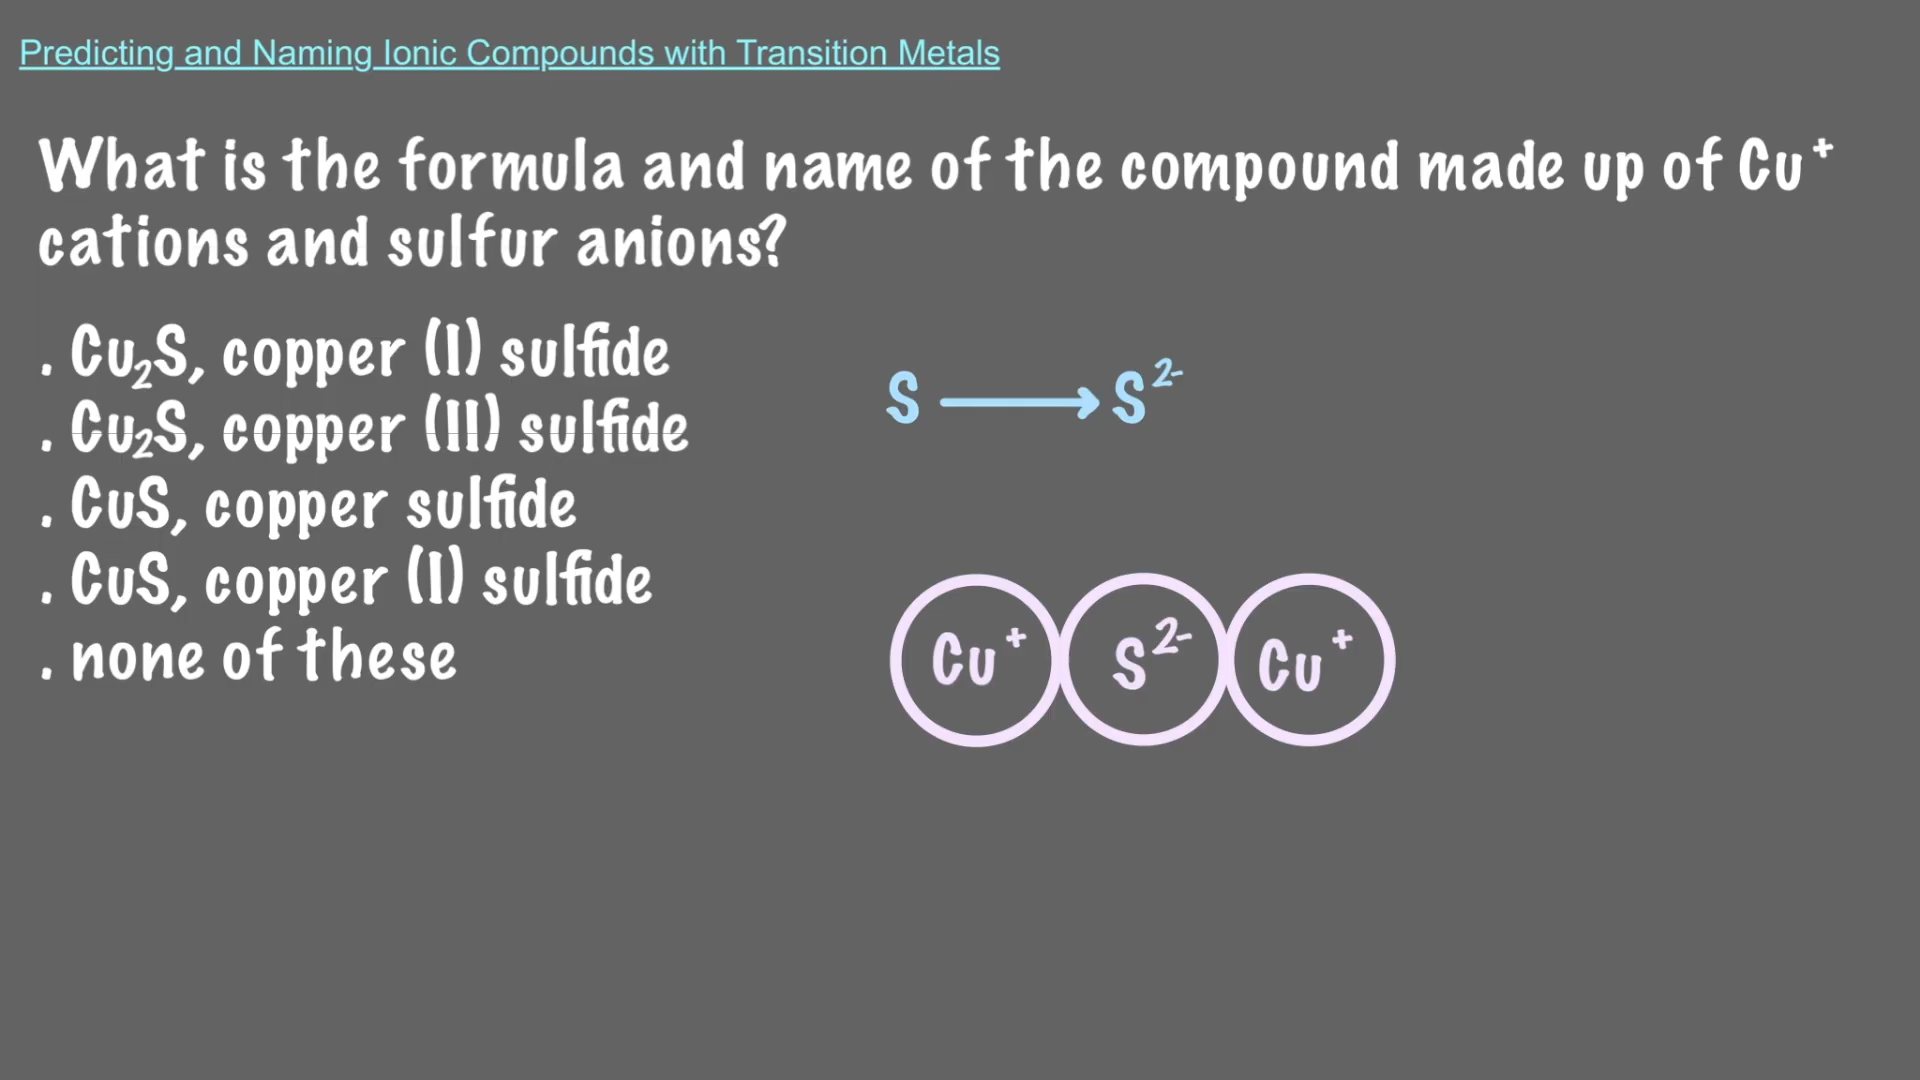 Predicting and Naming Ionic Compounds with Transition Metals
What is the formula and name of the compound made up of Cu⁺
cations and sulfur anions?
. Cu₂S, copper (I) sulfide
. Cu₂S, copper (II) sulfide
. CuS, copper sulfide
. CuS, copper (I) sulfide
. none of these
S → S²⁻
Cu⁺ S²⁻ Cu⁺